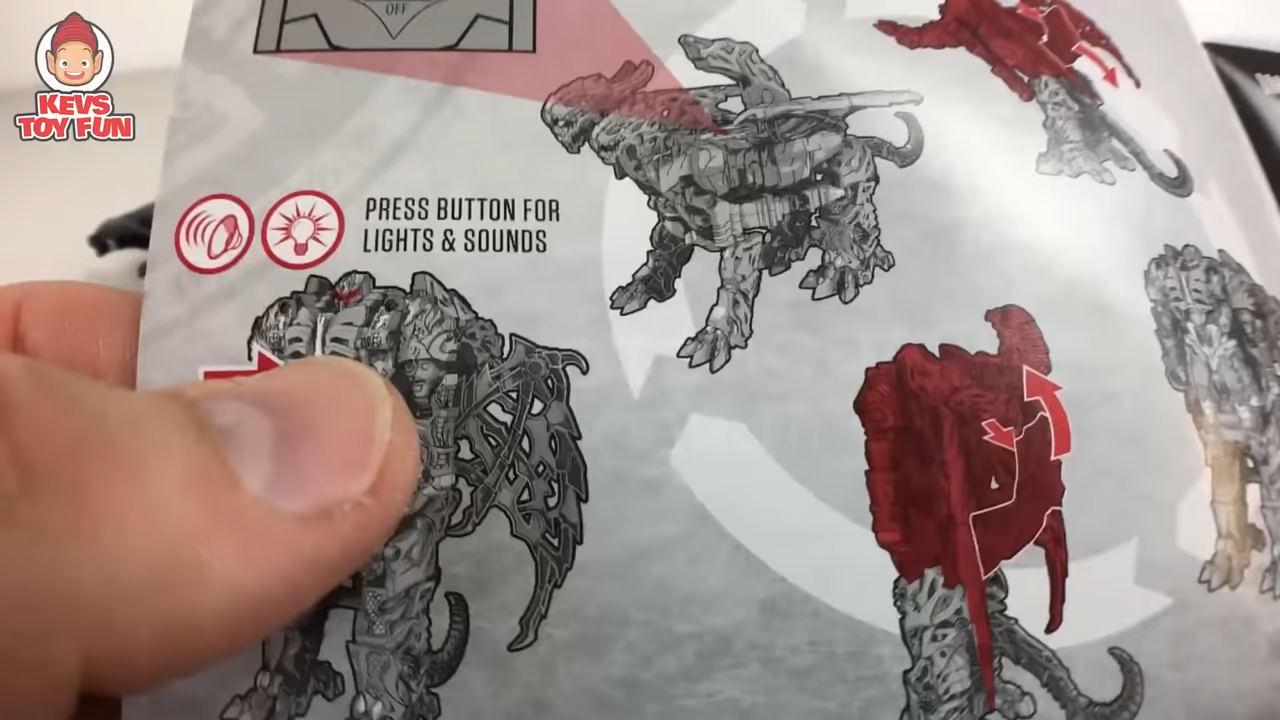 OFF
KEVS
TOY FUN
PRESS BUTTON FOR
LIGHTS & SOUNDS